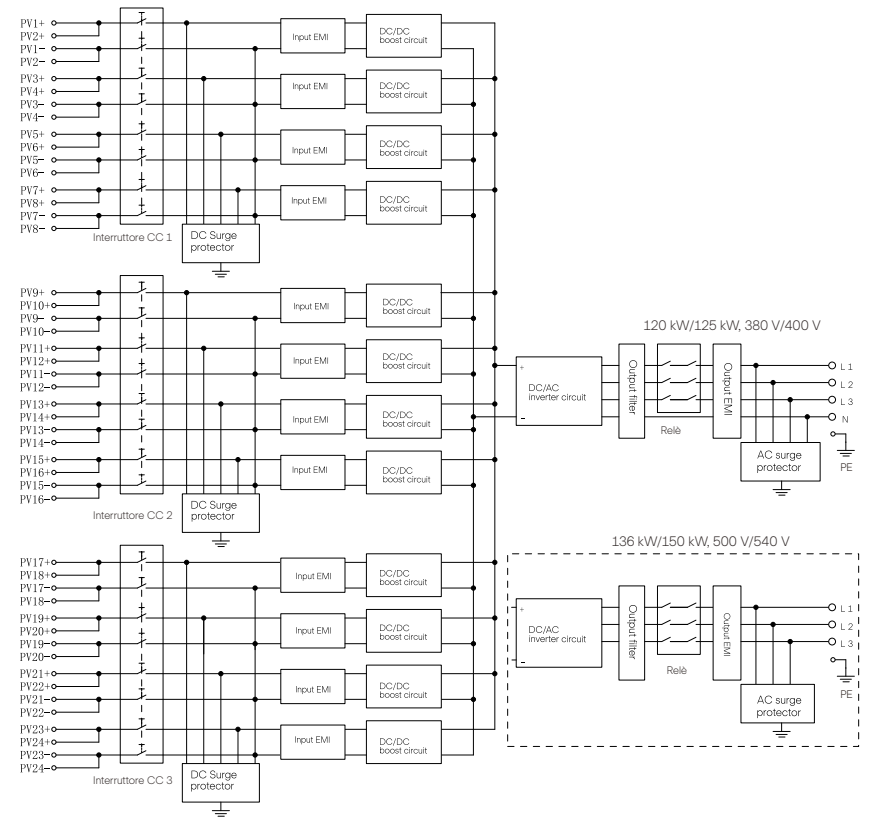 PV1+
PV2+
PV1-
PV2-
Input EMI
DC/DC
boost circuit
PV3+
PV4+
PV3-
PV4-
Input EMI
DC/DC
boost circuit
PV5+
PV6+
PV5-
PV6-
Input EMI
DC/DC
boost circuit
PV7+
PV8+
PV7-
PV8-
Input EMI
DC/DC
boost circuit
Interruttore CC 1
DC Surge
protector
PV9+
PV10+
PV9-
PV10-
Input EMI
DC/DC
boost circuit
PV11+
PV12+
PV11-
PV12-
Input EMI
DC/DC
boost circuit
PV13+
PV14+
PV13-
PV14-
Input EMI
DC/DC
boost circuit
PV15+
PV16+
PV15-
PV16-
Input EMI
DC/DC
boost circuit
Interruttore CC 2
DC Surge
protector
PV17+
PV18+
PV17-
PV18-
Input EMI
DC/DC
boost circuit
PV19+
PV20+
PV19-
PV20-
Input EMI
DC/DC
boost circuit
PV21+
PV22+
PV21-
PV22-
Input EMI
DC/DC
boost circuit
PV23+
PV24+
PV23-
PV24-
Input EMI
DC/DC
boost circuit
Interruttore CC 3
DC Surge
protector
120 kW/125 kW, 380 V/400 V
+
DC/AC
inverter circuit
-
Output filter
Relè
Output EMI
L 1
L 2
L 3
N
PE
AC surge
protector
136 kW/150 kW, 500 V/540 V
+
DC/AC
inverter circuit
-
Output filter
Relè
Output EMI
L 1
L 2
L 3
PE
AC surge
protector